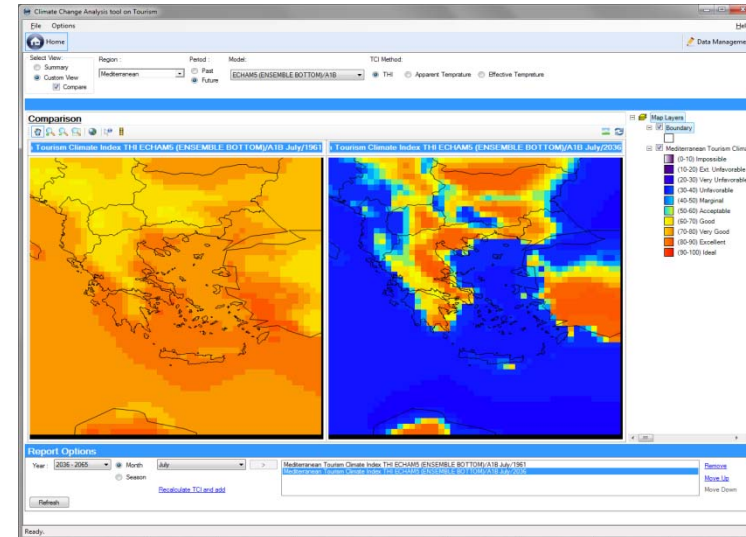 Climate Change Analysis tool on Tourism
File Options Hel
Home Data Manageme
Select View: Region : Period : Model: TCI Method:
Summary
Custom View
Compare
Mediterranean
Past
Future
ECHAM5 (ENSEMBLE BOTTOM)/A1B
THI Apparent Temprature Effective Temprature
Comparison
Tourism Climate Index THI ECHAM5 (ENSEMBLE BOTTOM)/A1B July/1961
Tourism Climate Index THI ECHAM5 (ENSEMBLE BOTTOM)/A1B July/2036
Map Layers
Boundary
Mediterranean Tourism Clima
(0-10) Impossible
(10-20) Ext. Unfavorable
(20-30) Very Unfavorable
(30-40) Unfavorable
(40-50) Marginal
(50-60) Acceptable
(60-70) Good
(70-80) Very Good
(80-90) Excellent
(90-100) Ideal
Report Options
Year : 2036 - 2065 Month July >
Season
Recalculate TCI and add
Mediterranean Tourism Climate Index THI ECHAM5 (ENSEMBLE BOTTOM)/A1B July/1961
Mediterranean Tourism Climate Index THI ECHAM5 (ENSEMBLE BOTTOM)/A1B July/2036
Remove
Move Up
Move Down
Refresh
Ready.